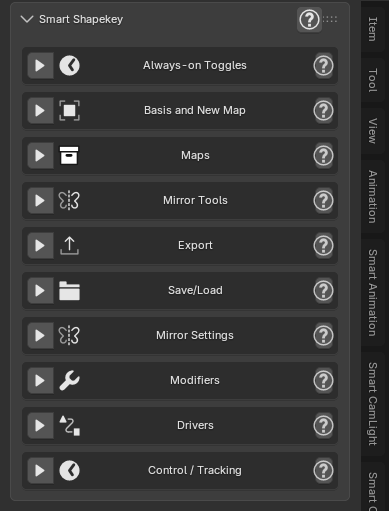 Smart Shapekey
Always-on Toggles
Basis and New Map
Maps
Mirror Tools
Export
Save/Load
Mirror Settings
Modifiers
Drivers
Control / Tracking
Item
Tool
View
Animation
Smart Animation
Smart CamLight
Smart C